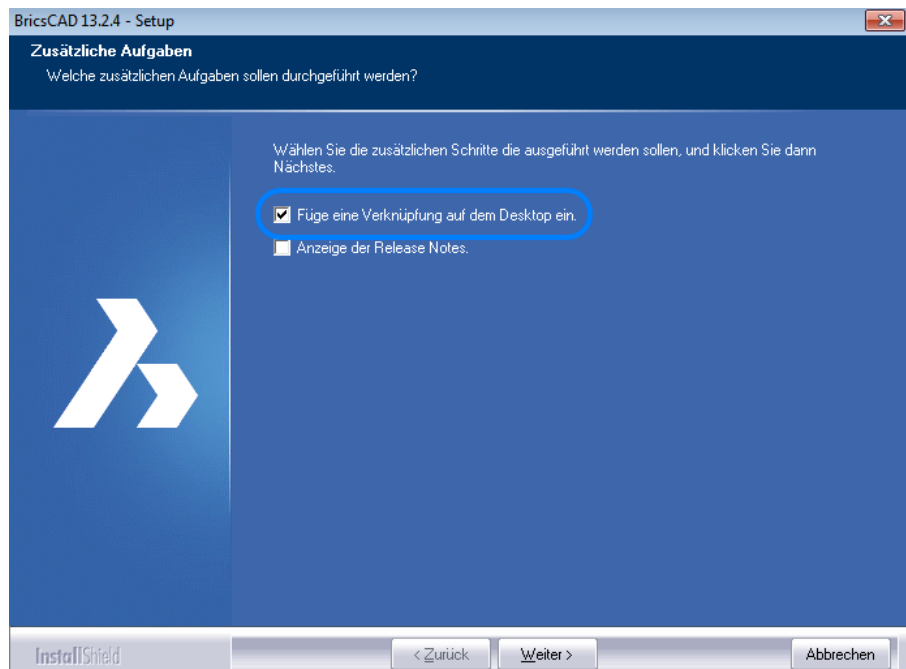 BricsCAD 13.2.4 - Setup
Zusätzliche Aufgaben
Welche zusätzlichen Aufgaben sollen durchgeführt werden?
Wählen Sie die zusätzlichen Schritte die ausgeführt werden sollen, und klicken Sie dann
Nächstes.
Füge eine Verknüpfung auf dem Desktop ein.
Anzeige der Release Notes.
InstallShield
< Zurück Weiter > Abbrechen